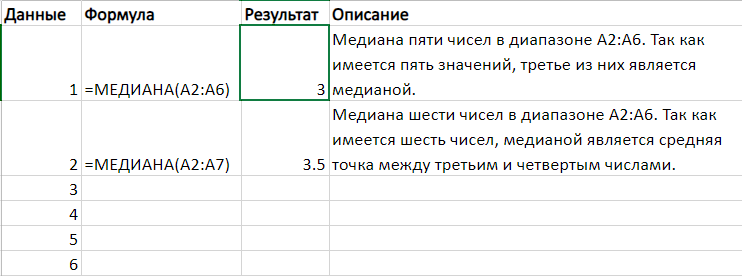 Данные Формула Результат Описание
Медиана пяти чисел в диапазоне A2:A6. Так как
имеется пять значений, третье из них является
1 =МЕДИАНА(A2:A6) 3 медианой.
Медиана шести чисел в диапазоне A2:A6. Так как
имеется шесть чисел, медианой является средняя
2 =МЕДИАНА(A2:A7) 3.5 точка между третьим и четвертым числами.
3
4
5
6